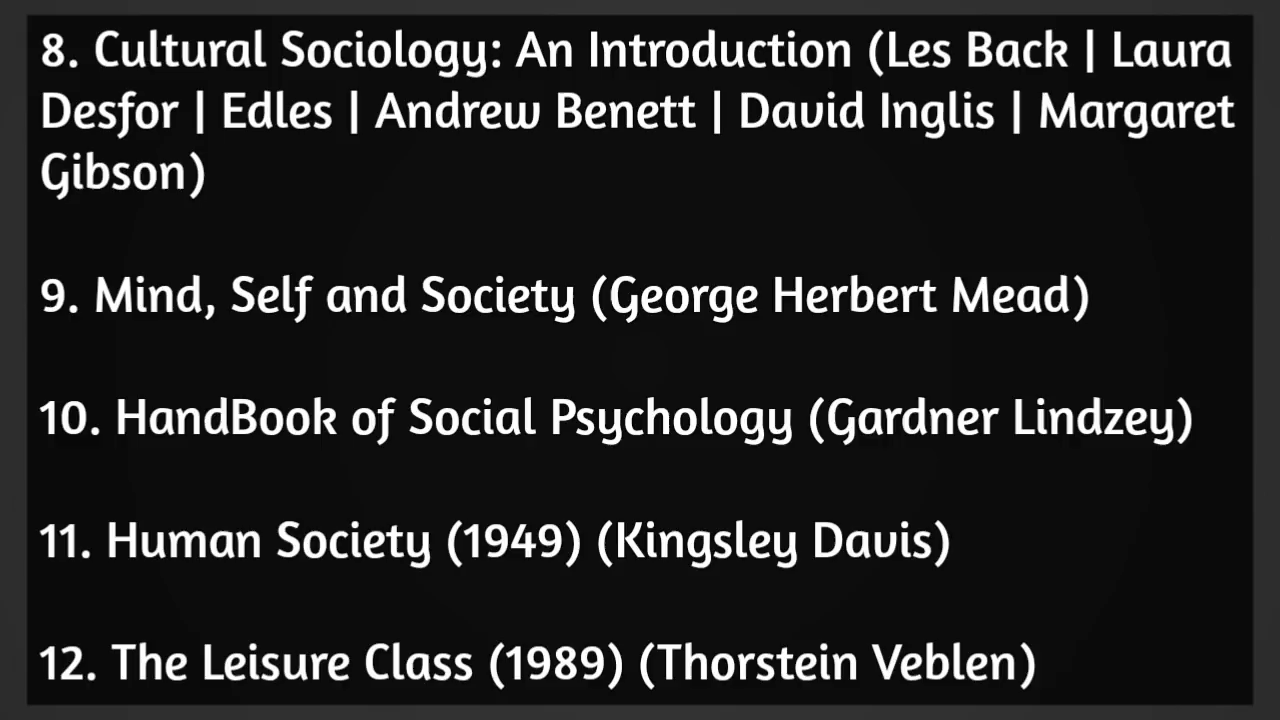 8. Cultural Sociology: An Introduction (Les Back | Laura
Desfor | Edles | Andrew Benett | David Inglis | Margaret
Gibson)
9. Mind, Self and Society (George Herbert Mead)
10. HandBook of Social Psychology (Gardner Lindzey)
11. Human Society (1949) (Kingsley Davis)
12. The Leisure Class (1989) (Thorstein Veblen)